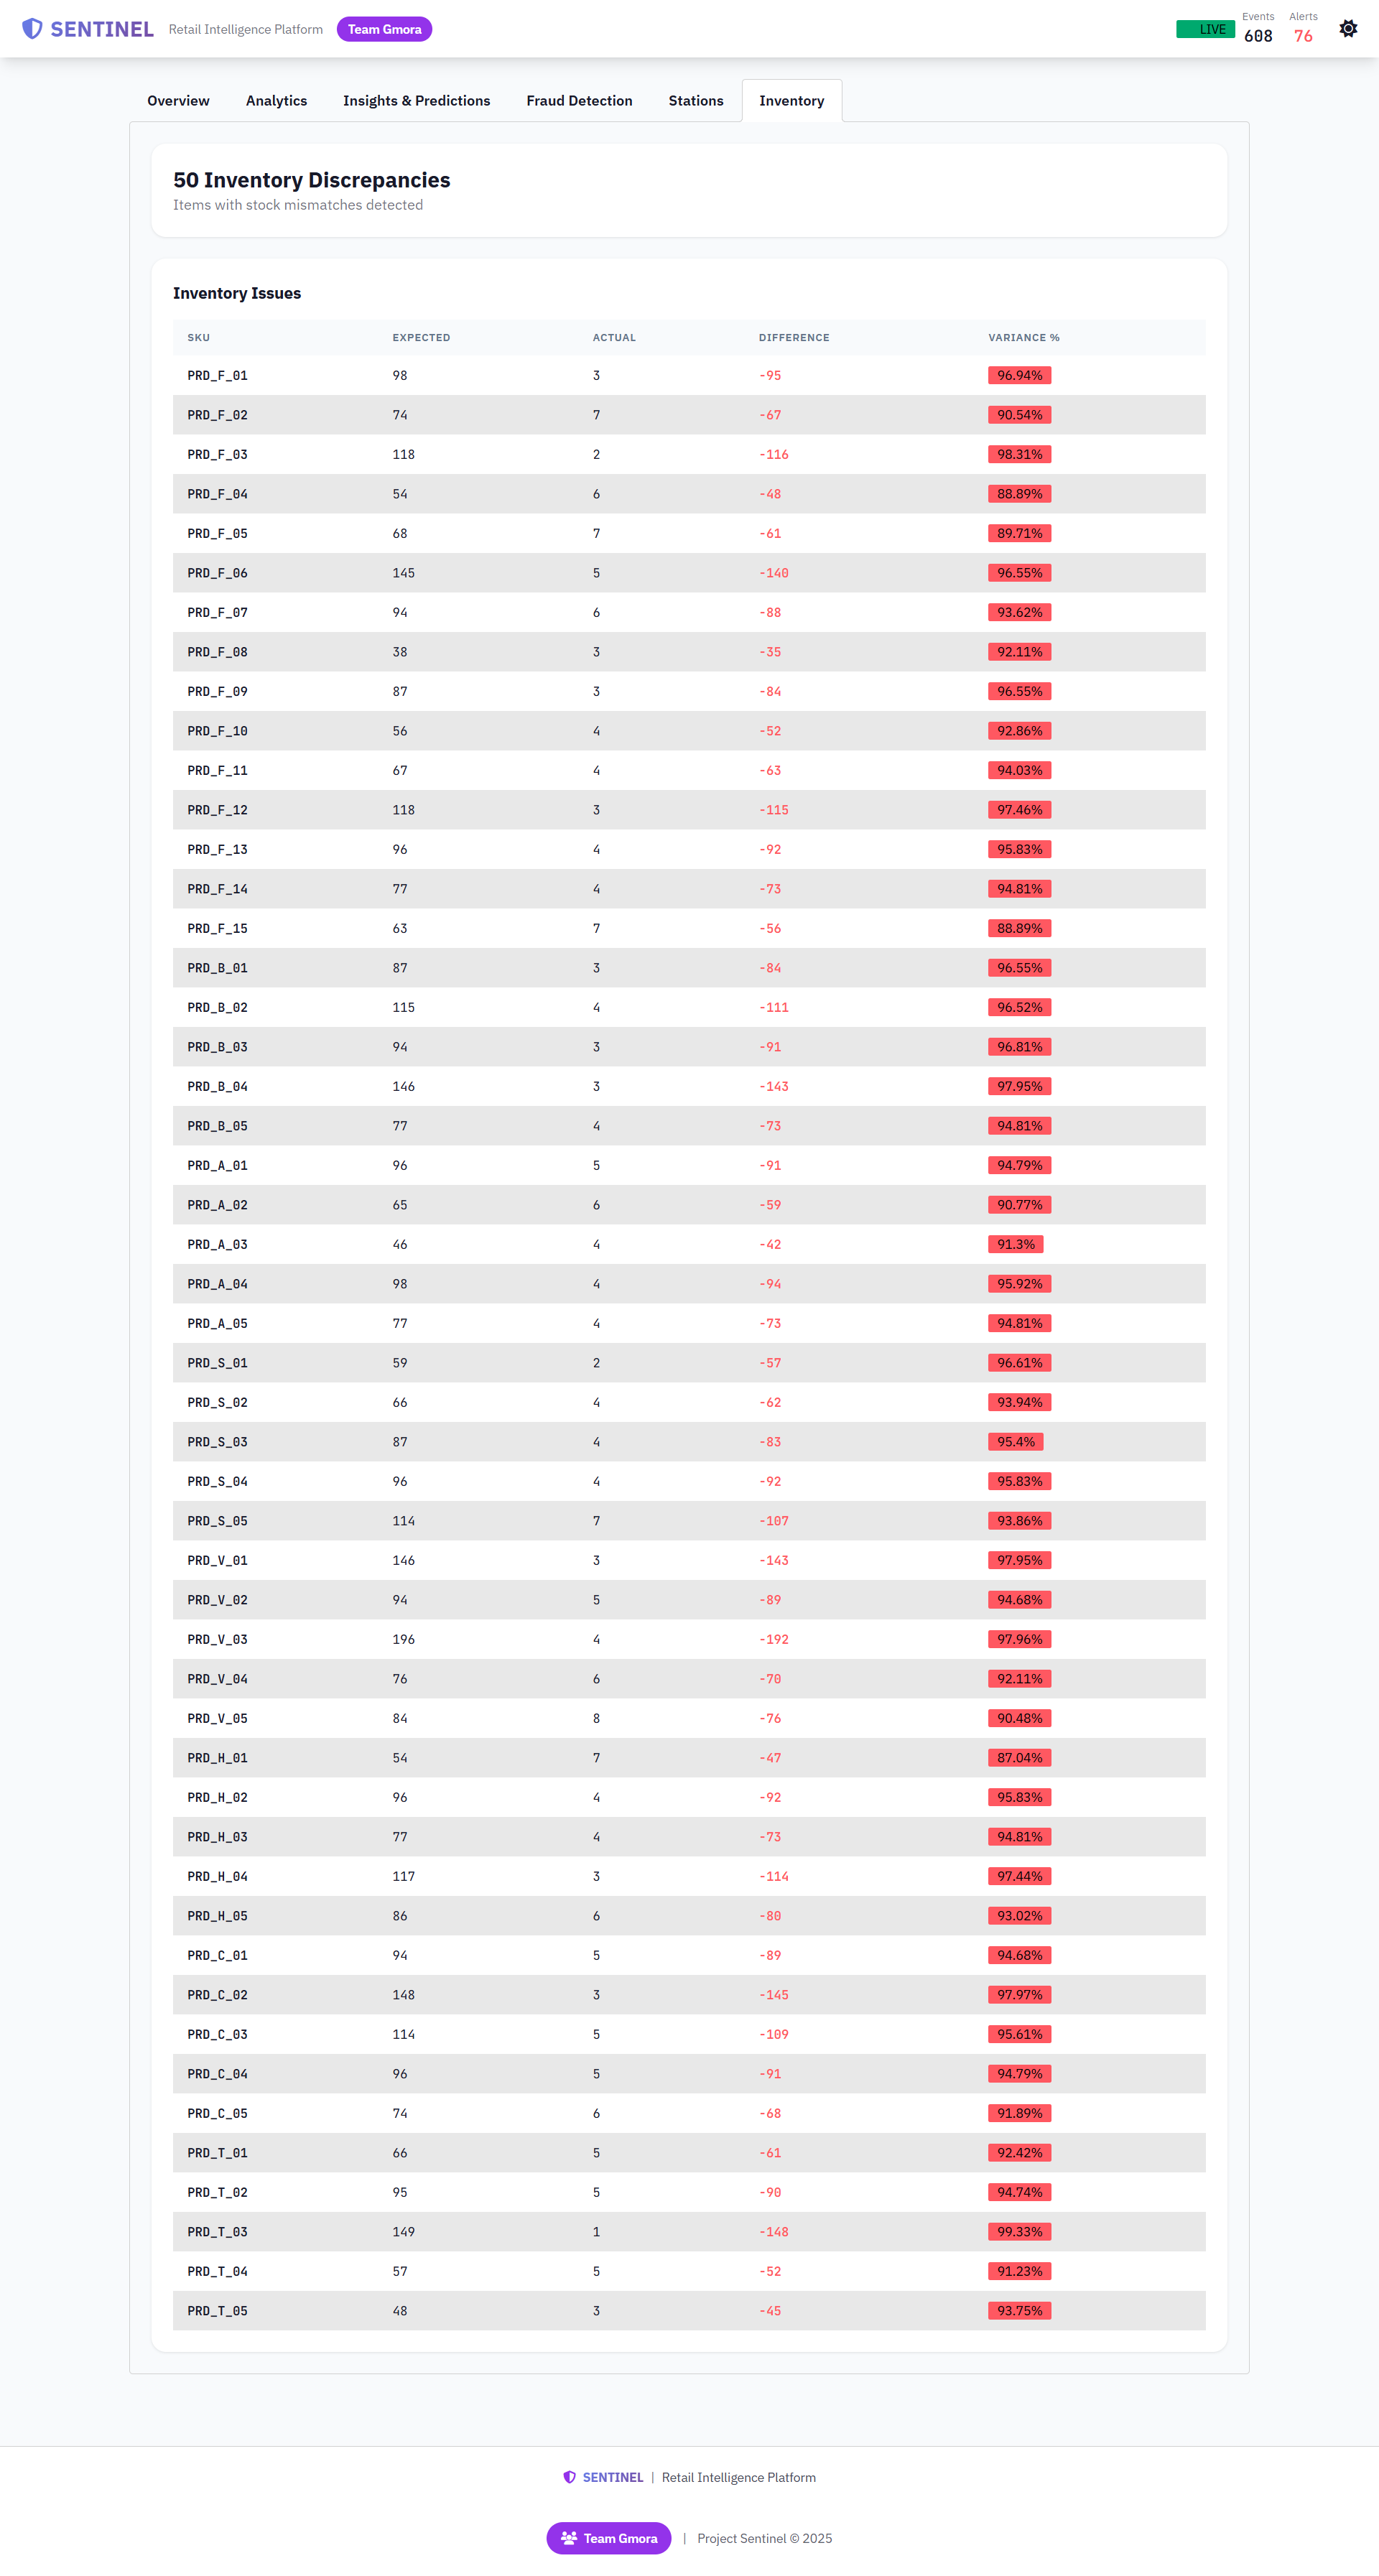 SENTINEL Retail Intelligence Platform Team Gmora LIVE Events 608 Alerts 76
Overview Analytics Insights & Predictions Fraud Detection Stations Inventory
50 Inventory Discrepancies
Items with stock mismatches detected
Inventory Issues
SKU EXPECTED ACTUAL DIFFERENCE VARIANCE %
PRD_F_01 98 3 -95 96.94%
PRD_F_02 74 7 -67 90.54%
PRD_F_03 118 2 -116 98.31%
PRD_F_04 54 6 -48 88.89%
PRD_F_05 68 7 -61 89.71%
PRD_F_06 145 5 -140 96.55%
PRD_F_07 94 6 -88 93.62%
PRD_F_08 38 3 -35 92.11%
PRD_F_09 87 3 -84 96.55%
PRD_F_10 56 4 -52 92.86%
PRD_F_11 67 4 -63 94.03%
PRD_F_12 118 3 -115 97.46%
PRD_F_13 96 4 -92 95.83%
PRD_F_14 77 4 -73 94.81%
PRD_F_15 63 7 -56 88.89%
PRD_B_01 87 3 -84 96.55%
PRD_B_02 115 4 -111 96.52%
PRD_B_03 94 3 -91 96.81%
PRD_B_04 146 3 -143 97.95%
PRD_B_05 77 4 -73 94.81%
PRD_A_01 96 5 -91 94.79%
PRD_A_02 65 6 -59 90.77%
PRD_A_03 46 4 -42 91.3%
PRD_A_04 98 4 -94 95.92%
PRD_A_05 77 4 -73 94.81%
PRD_S_01 59 2 -57 96.61%
PRD_S_02 66 4 -62 93.94%
PRD_S_03 87 4 -83 95.4%
PRD_S_04 96 4 -92 95.83%
PRD_S_05 114 7 -107 93.86%
PRD_V_01 146 3 -143 97.95%
PRD_V_02 94 5 -89 94.68%
PRD_V_03 196 4 -192 97.96%
PRD_V_04 76 6 -70 92.11%
PRD_V_05 84 8 -76 90.48%
PRD_H_01 54 7 -47 87.04%
PRD_H_02 96 4 -92 95.83%
PRD_H_03 77 4 -73 94.81%
PRD_H_04 117 3 -114 97.44%
PRD_H_05 86 6 -80 93.02%
PRD_C_01 94 5 -89 94.68%
PRD_C_02 148 3 -145 97.97%
PRD_C_03 114 5 -109 95.61%
PRD_C_04 96 5 -91 94.79%
PRD_C_05 74 6 -68 91.89%
PRD_T_01 66 5 -61 92.42%
PRD_T_02 95 5 -90 94.74%
PRD_T_03 149 1 -148 99.33%
PRD_T_04 57 5 -52 91.23%
PRD_T_05 48 3 -45 93.75%
SENTINEL | Retail Intelligence Platform
Team Gmora | Project Sentinel © 2025